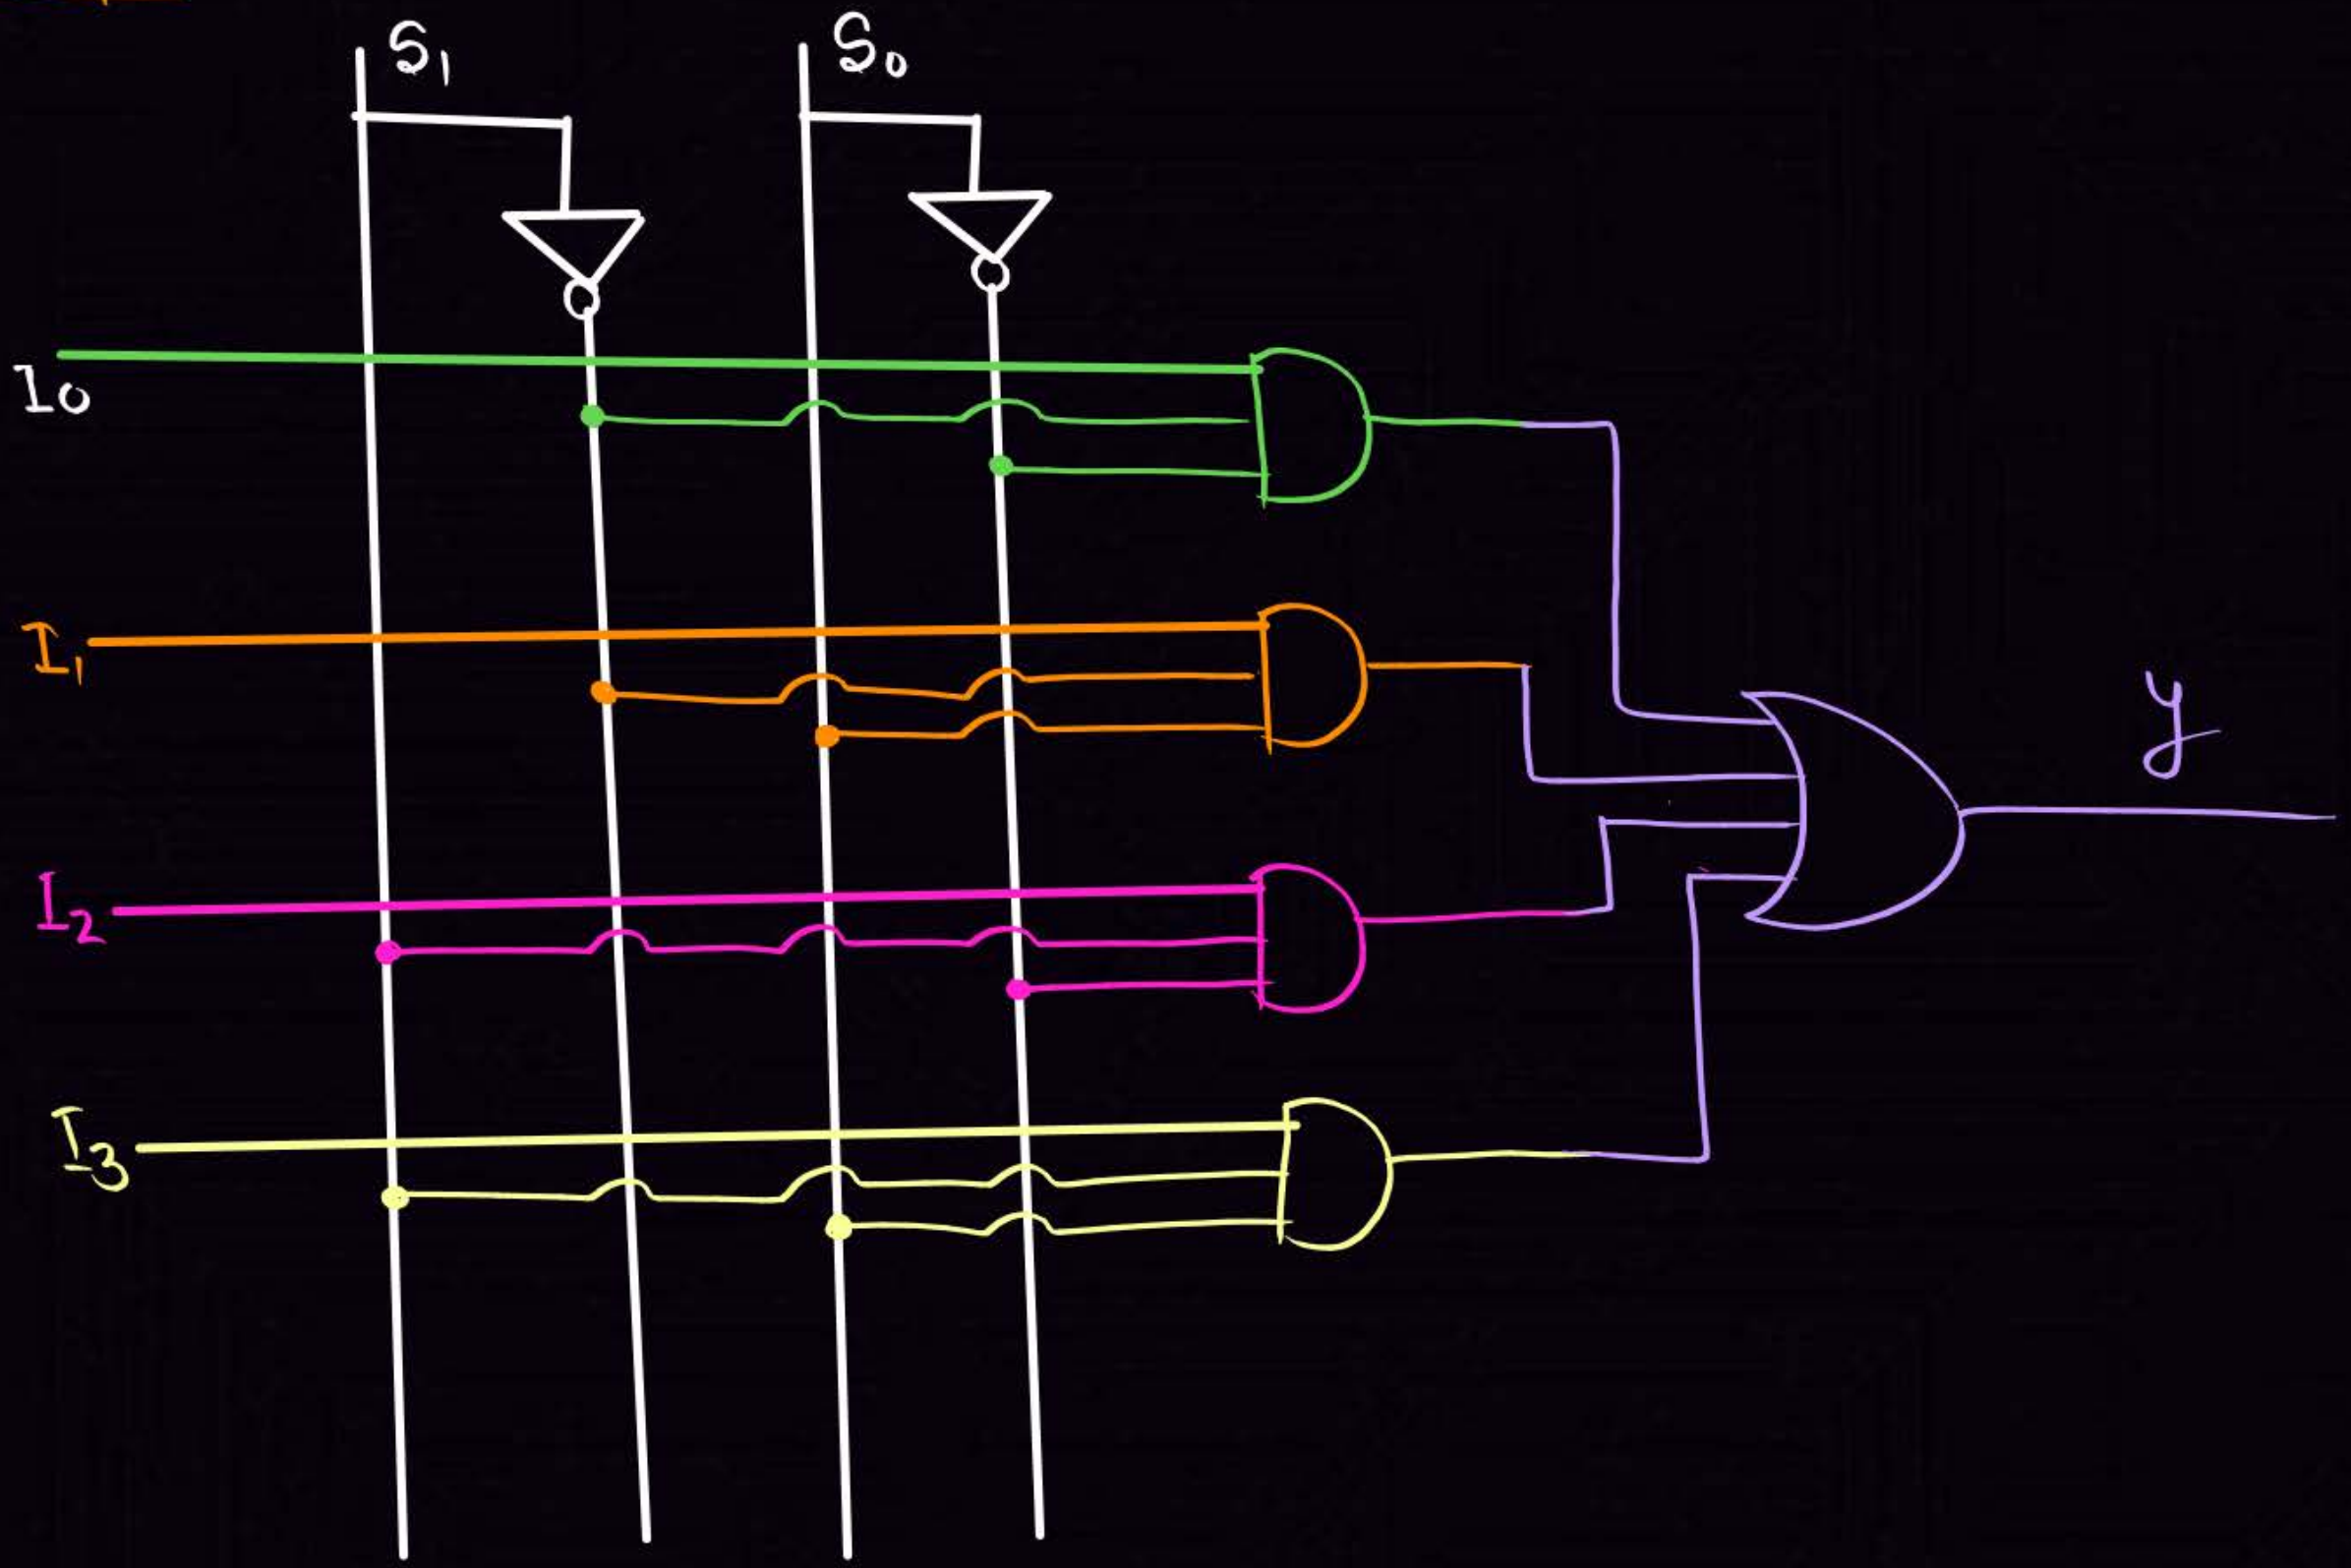 S₁
S₀
I₀
I₁
y
I₂
I₃